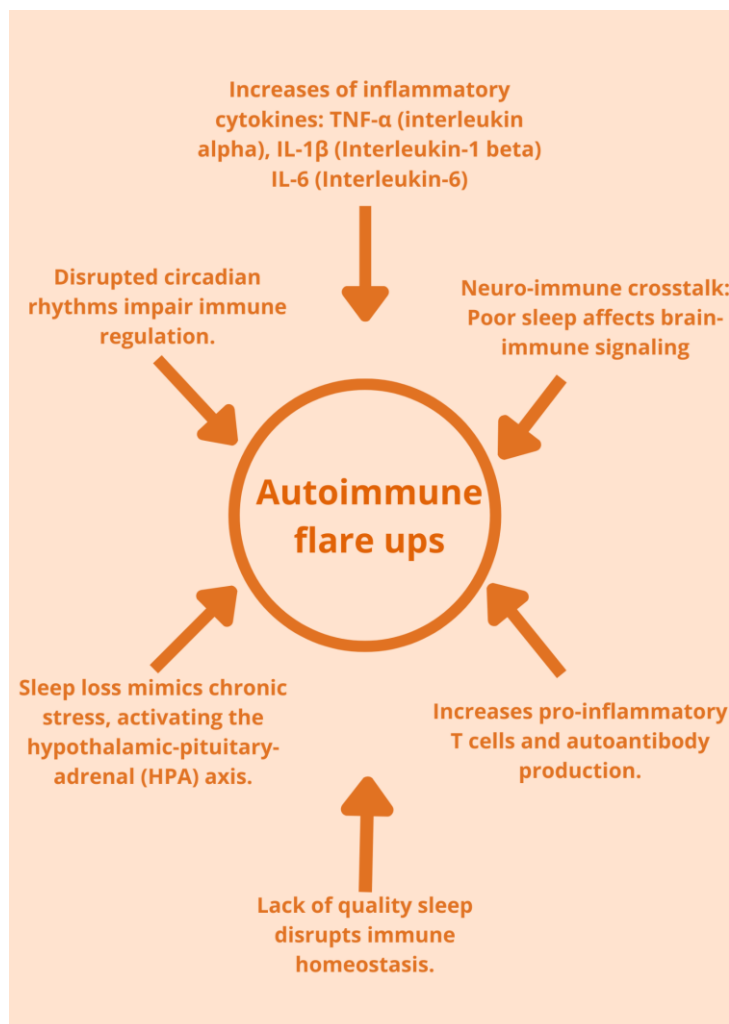 Increases of inflammatory
cytokines: TNF-α (interleukin
alpha), IL-1β (Interleukin-1 beta)
IL-6 (Interleukin-6)
Disrupted circadian
rhythms impair immune
regulation.
Neuro-immune crosstalk:
Poor sleep affects brain-
immune signaling
Autoimmune
flare ups
Sleep loss mimics chronic
stress, activating the
hypothalamic-pituitary-
adrenal (HPA) axis.
Increases pro-inflammatory
T cells and autoantibody
production.
Lack of quality sleep
disrupts immune
homeostasis.